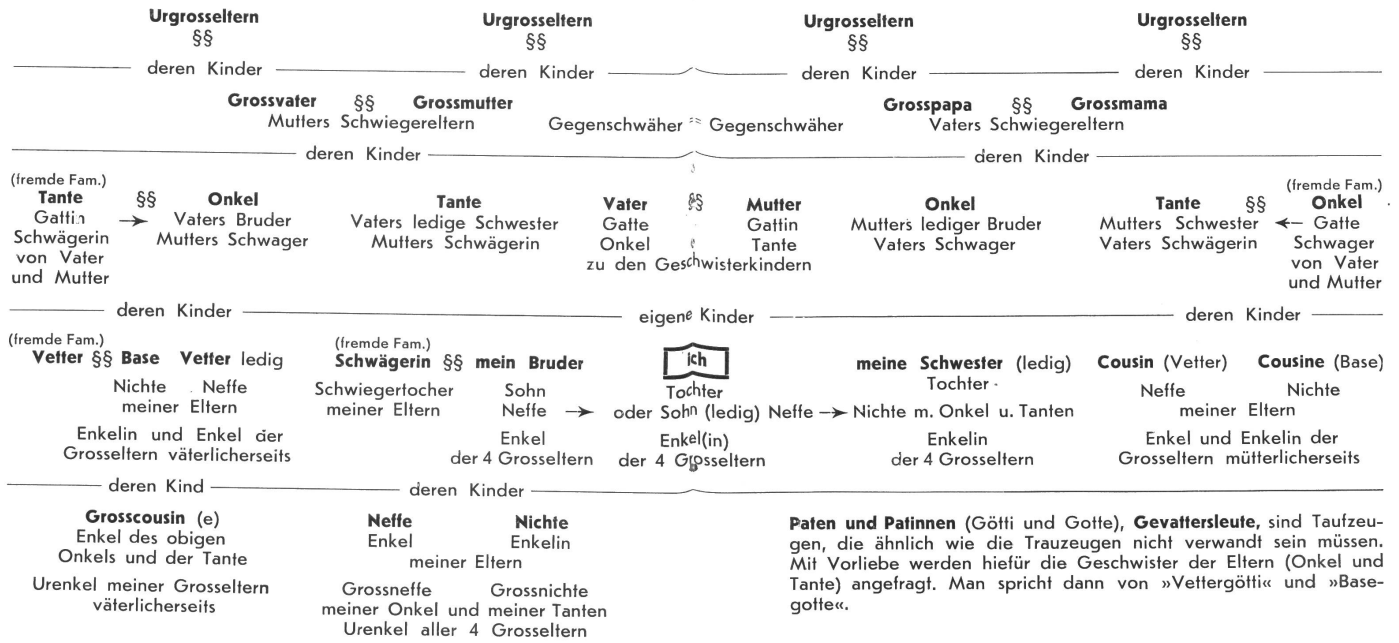 Urgrosseltern Urgrosseltern Urgrosseltern Urgrosseltern
§§ §§ §§ §§
deren Kinder deren Kinder deren Kinder deren Kinder
Grossvater §§ Grossmutter Grosspapa §§ Grossmama
Mutters Schwiegereltern Gegenschwäher Gegenschwäher Vaters Schwiegereltern
deren Kinder deren Kinder
(fremde Fam.) (fremde Fam.)
Tante §§ Onkel Tante Vater §§ Mutter Onkel Tante §§ Onkel
Gattin → Vaters Bruder Vaters ledige Schwester Gatte Gattin Mutters lediger Bruder Mutters Schwester ← Gatte
Schwägerin Mutters Schwager Mutters Schwägerin Onkel Tante Vaters Schwager Vaters Schwägerin Schwager
von Vater zu den Geschwisterkindern von Vater
und Mutter und Mutter
deren Kinder eigene Kinder deren Kinder
(fremde Fam.) (fremde Fam.)
Vetter §§ Base Vetter ledig Schwägerin §§ mein Bruder ich meine Schwester (ledig) Cousin (Vetter) Cousine (Base)
Nichte Neffe Schwiegertocher Sohn Tochter Tochter Neffe Nichte
meiner Eltern meiner Eltern Neffe → oder Sohn (ledig) Neffe → Nichte m. Onkel u. Tanten meiner Eltern
Enkelin und Enkel der Enkel Enkel(in) Enkelin Enkel und Enkelin der
Grosseltern väterlicherseits der 4 Grosseltern der 4 Grosseltern der 4 Grosseltern Grosseltern mütterlicherseits
deren Kind deren Kinder
Grosscousin (e) Neffe Nichte
Enkel des obigen Enkel Enkelin
Onkels und der Tante meiner Eltern
Urenkel meiner Grosseltern Grossneffe Grossnichte
väterlicherseits meiner Onkel und meiner Tanten
Urenkel aller 4 Grosseltern
Paten und Patinnen (Götti und Gotte), Gevattersleute, sind Taufzeu-
gen, die ähnlich wie die Trauzeugen nicht verwandt sein müssen.
Mit Vorliebe werden hiefür die Geschwister der Eltern (Onkel und
Tante) angefragt. Man spricht dann von »Vettergötti« und »Base-
gotte«.